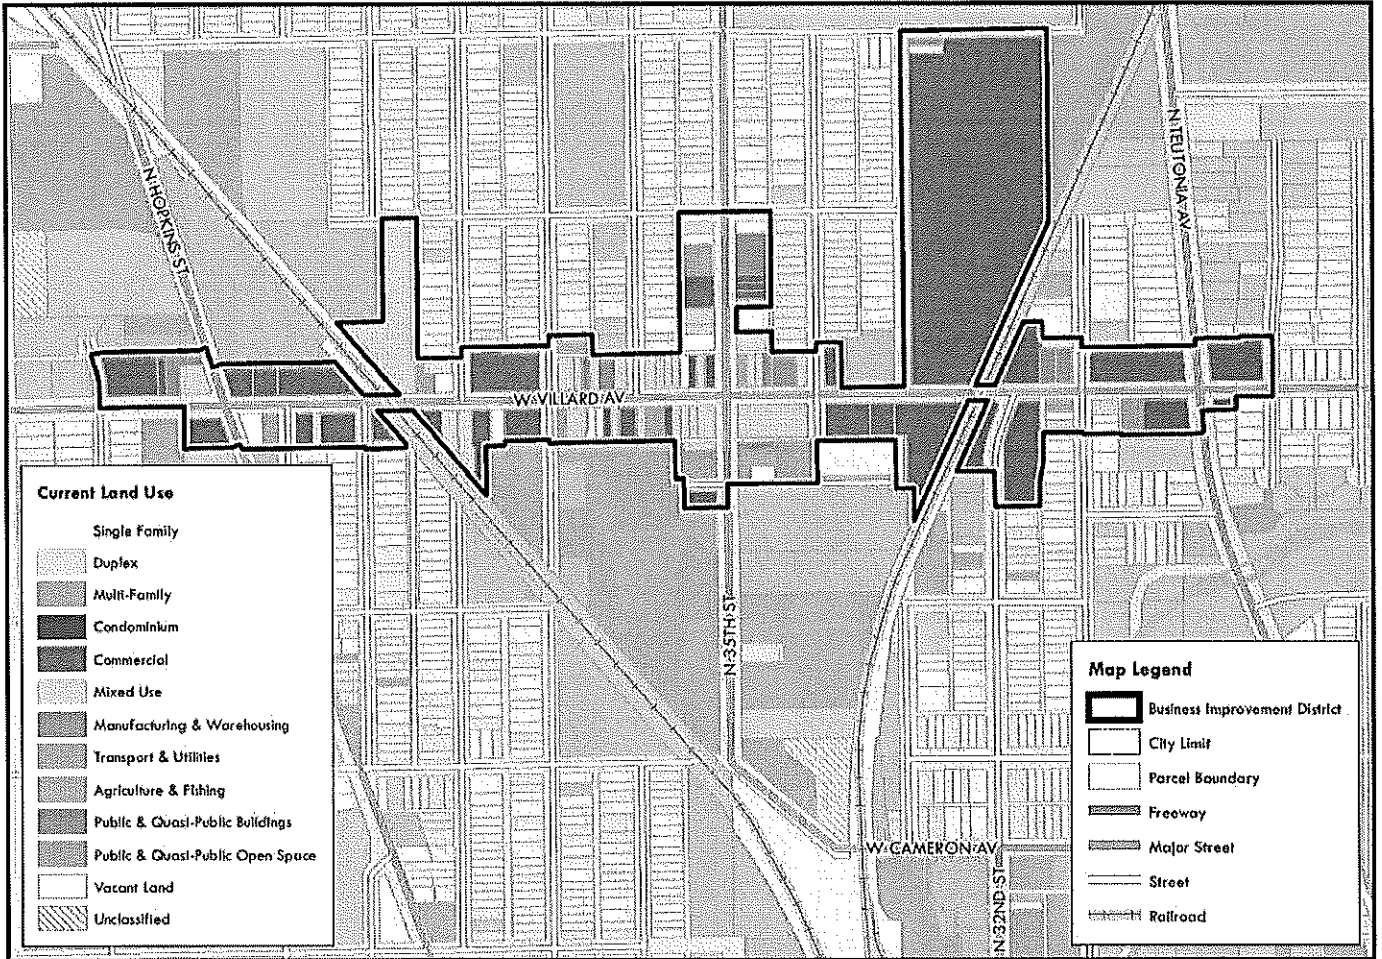 N HOPKINS ST
N TEUTONIA AV
W VILLARD AV
N 35TH ST
W CAMERON AV
N 32ND ST
Current Land Use
Single Family
Duplex
Multi-Family
Condominium
Commercial
Mixed Use
Manufacturing & Warehousing
Transport & Utilities
Agriculture & Fishing
Public & Quasi-Public Buildings
Public & Quasi-Public Open Space
Vacant Land
Unclassified
Map Legend
Business Improvement District
City Limit
Parcel Boundary
Freeway
Major Street
Street
Railroad